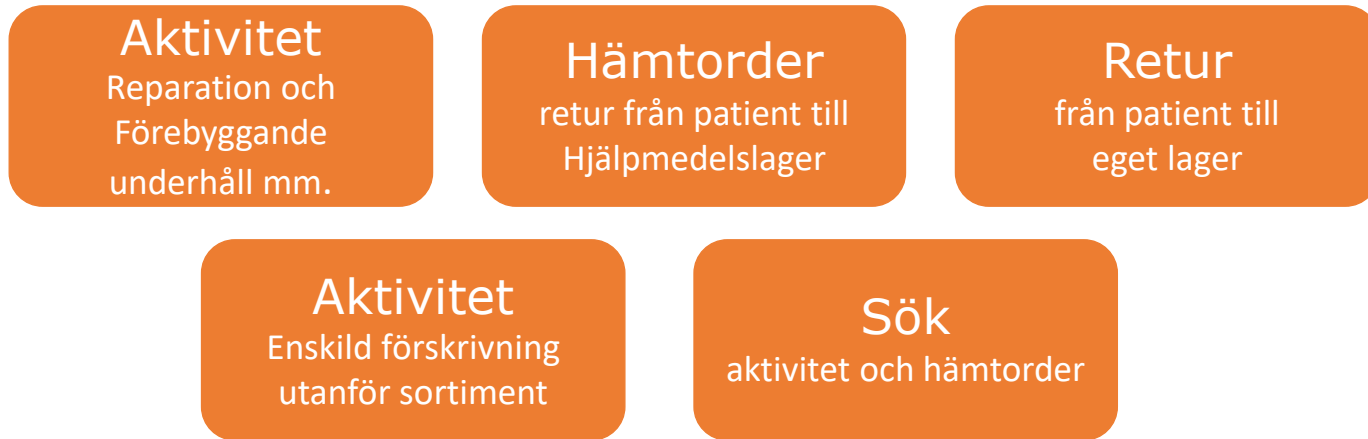 Aktivitet
Reparation och
Förebyggande
underhåll mm.
Hämtorder
retur från patient till
Hjälpmedelslager
Retur
från patient till
eget lager
Aktivitet
Enskild förskrivning
utanför sortiment
Sök
aktivitet och hämtorder